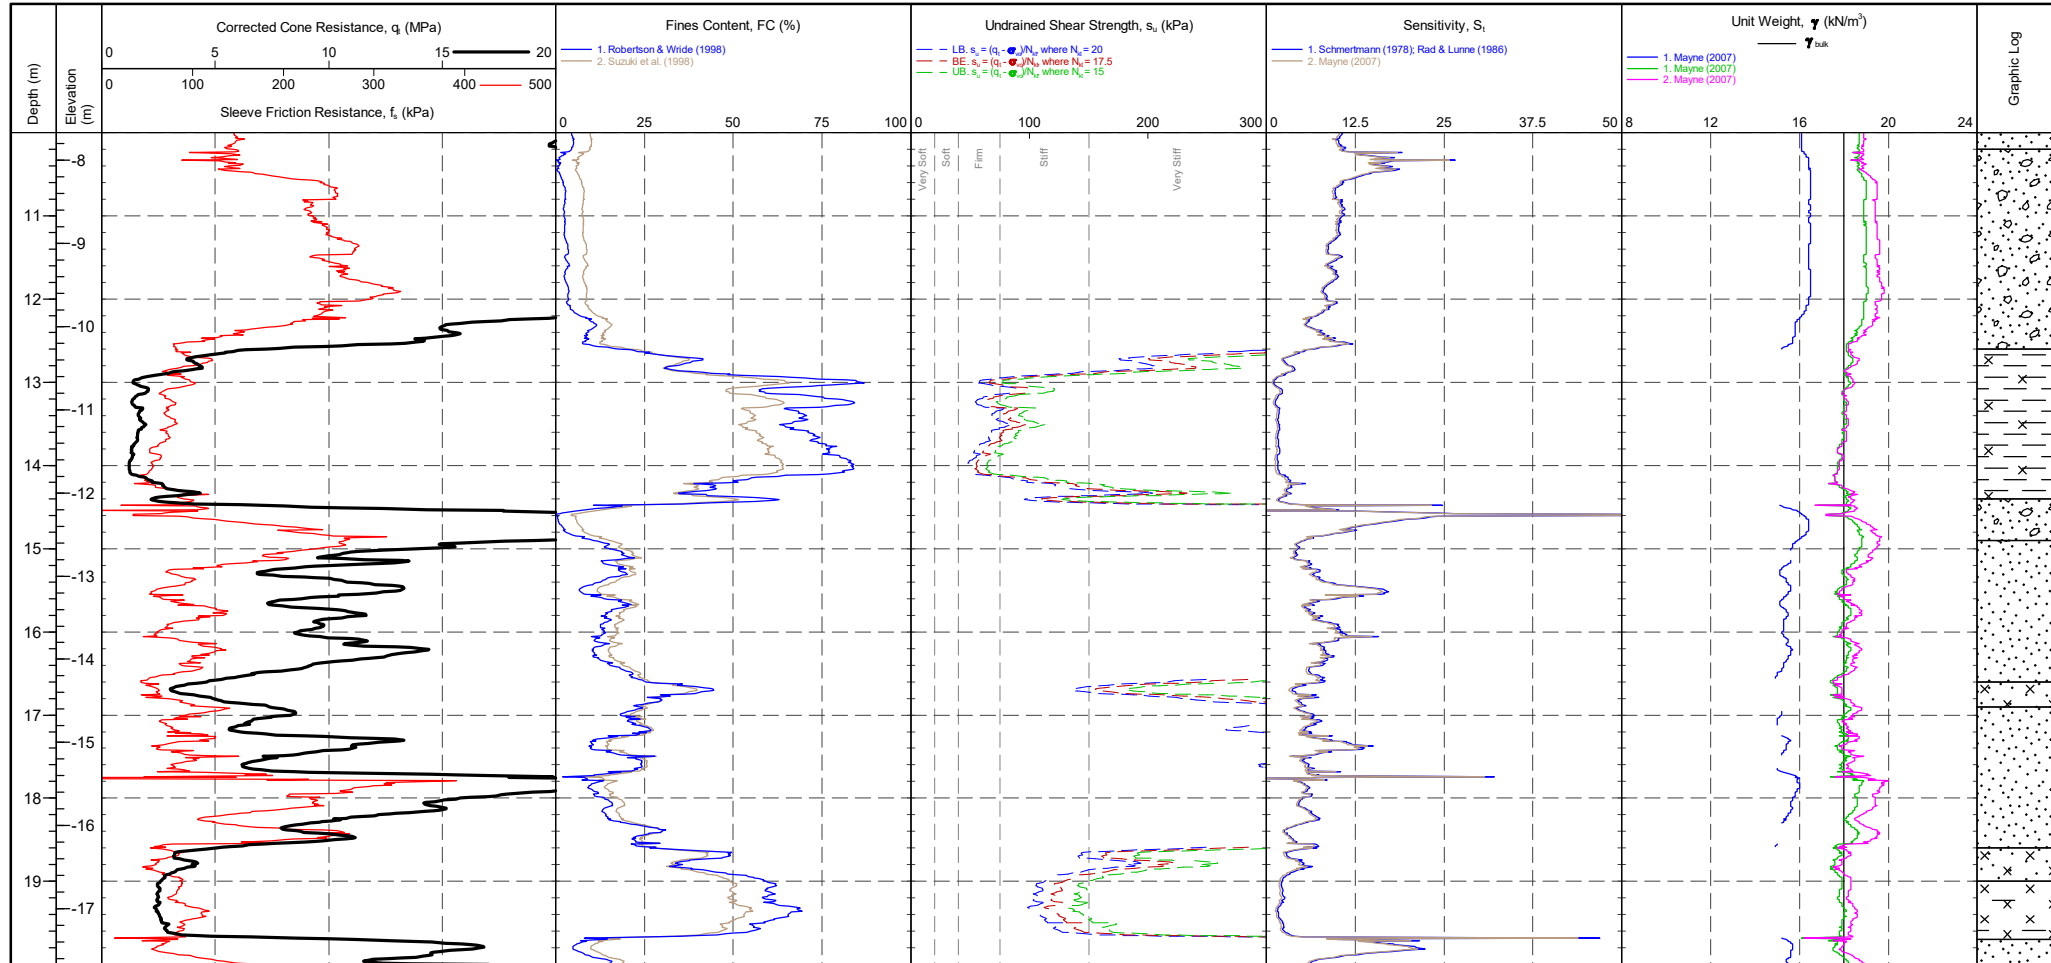 Depth (m)
Elevation (m)
Corrected Cone Resistance, qt (MPa)
0 5 10 15 20
0 100 200 300 400 500
Sleeve Friction Resistance, fs (kPa)
Fines Content, FC (%)
1. Robertson & Wride (1998)
2. Suzuki et al. (1998)
0 25 50 75 100
Undrained Shear Strength, su (kPa)
LB. su = (qt - σvo)/Nkt, where Nkt = 20
BE. su = (qt - σvo)/Nkt, where Nkt = 17.5
UB. su = (qt - σvo)/Nkt, where Nkt = 15
0 100 200 300
Very Soft
Soft
Firm
Stiff
Very Stiff
Sensitivity, St
1. Schmertmann (1978); Rad & Lunne (1986)
2. Mayne (2007)
0 12.5 25 37.5 50
Unit Weight, γ (kN/m³)
γbulk
1. Mayne (2007)
1. Mayne (2007)
2. Mayne (2007)
8 12 16 20 24
Graphic Log
-8
11
-9
12
-10
13
-11
14
-12
15
-13
16
-14
17
-15
18
-16
19
-17